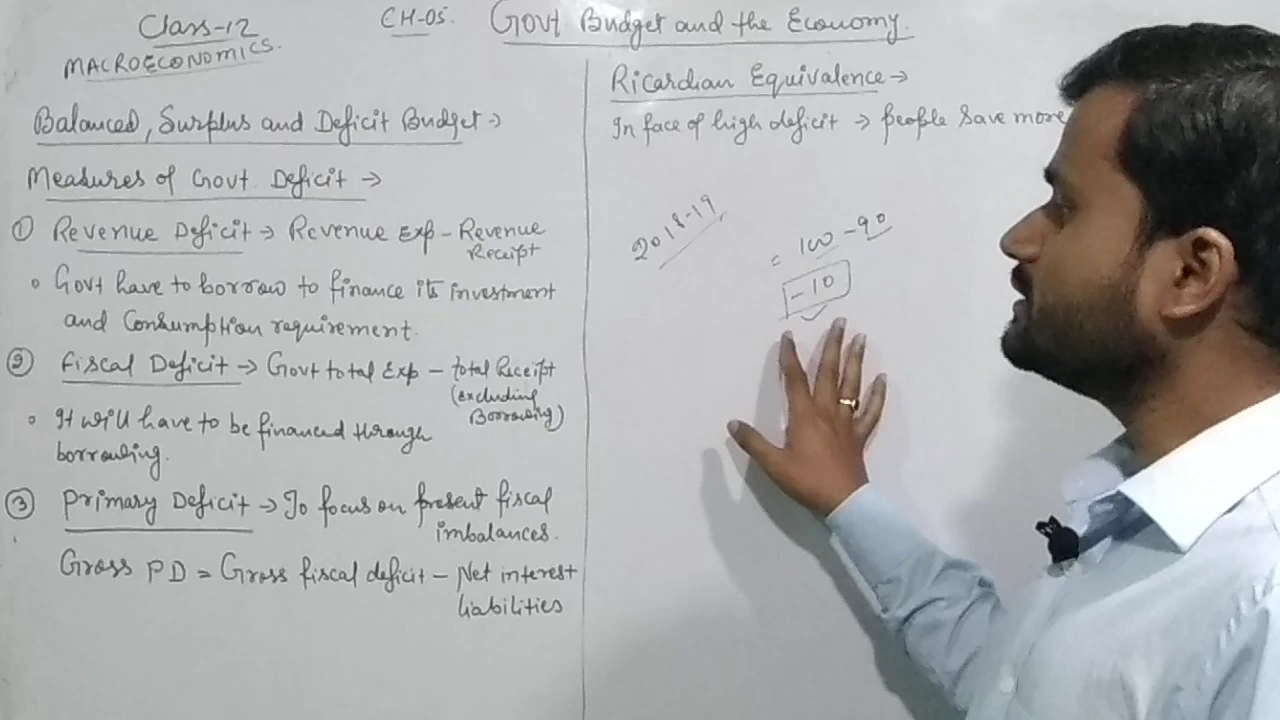 Class-12
CH-05.
Govt Budget and the Economy.
MACROECONOMICS.
Balanced, Surplus and Deficit Budget →
Measures of Govt Deficit →
① Revenue Deficit → Revenue Exp - Revenue
Receipt
• Govt have to borrow to finance its investment
and Consumption requirement.
② Fiscal Deficit → Govt total Exp - total Receipt
(excluding
Borrowing)
• It will have to be financed through
borrowing.
③ Primary Deficit → To focus on present fiscal
imbalances.
Gross PD = Gross fiscal deficit - Net interest
liabilities
Ricardian Equivalence →
In face of high deficit → people save more
2018-19
= 100 - 90
- 10